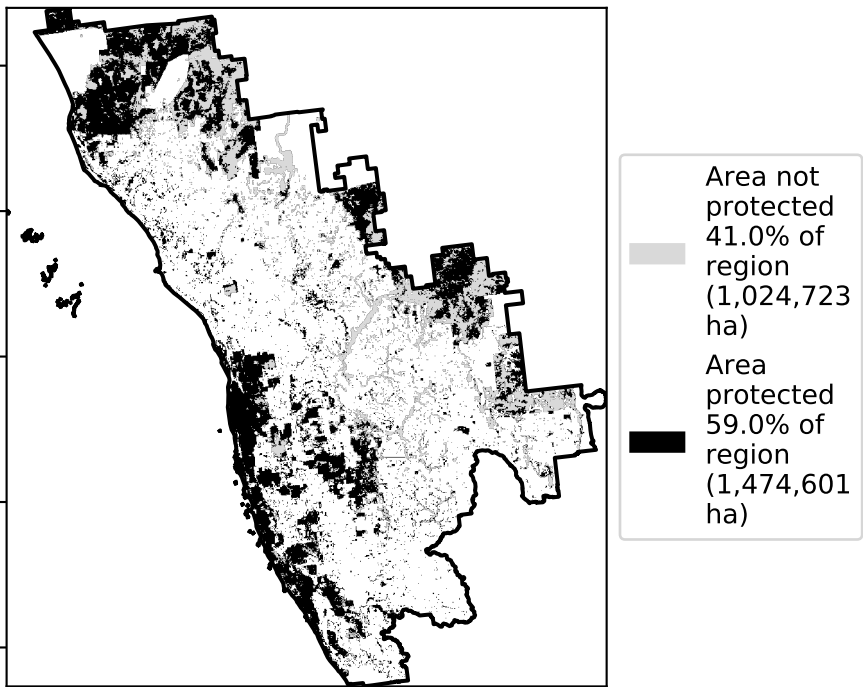 Area not
protected
41.0% of
region
(1,024,723
ha)
Area
protected
59.0% of
region
(1,474,601
ha)